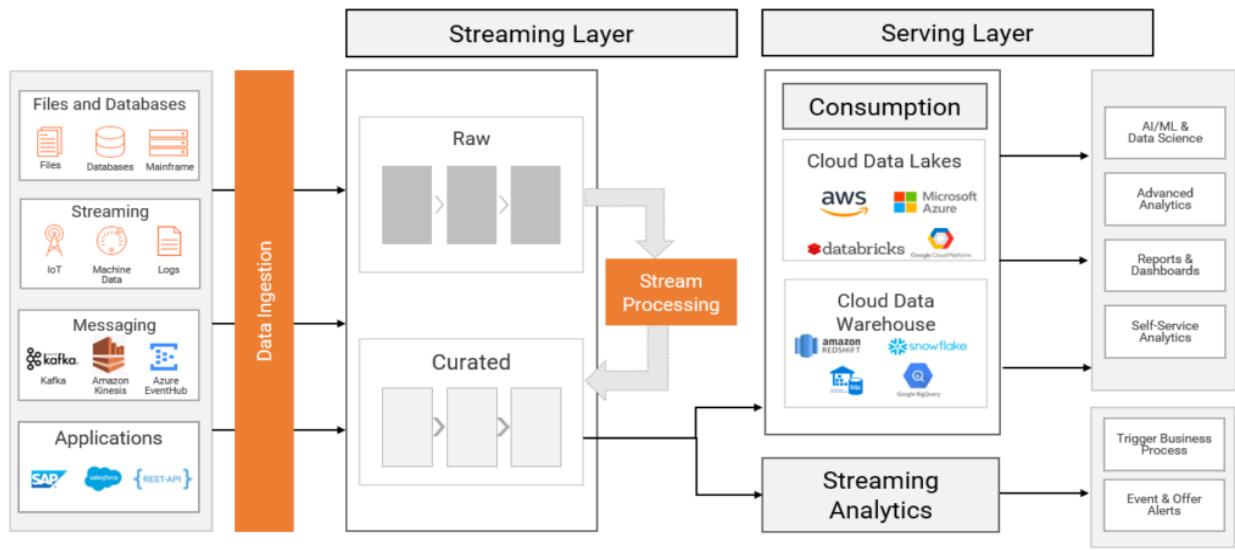 Streaming Layer
Serving Layer
Files and Databases
Files
Databases
Mainframe
Streaming
IoT
Machine
Data
Logs
Messaging
kafka.
Kafka
Amazon
Kinesis
Azure
EventHub
Applications
SAP
salesforce
{REST-API}
Data Ingestion
Raw
Stream
Processing
Curated
Consumption
Cloud Data Lakes
aws
Microsoft
Azure
databricks
Google Cloud Platform
Cloud Data
Warehouse
amazon
REDSHIFT
snowflake
SQL
Google BigQuery
Streaming
Analytics
AI/ML &
Data Science
Advanced
Analytics
Reports &
Dashboards
Self-Service
Analytics
Trigger Business
Process
Event & Offer
Alerts